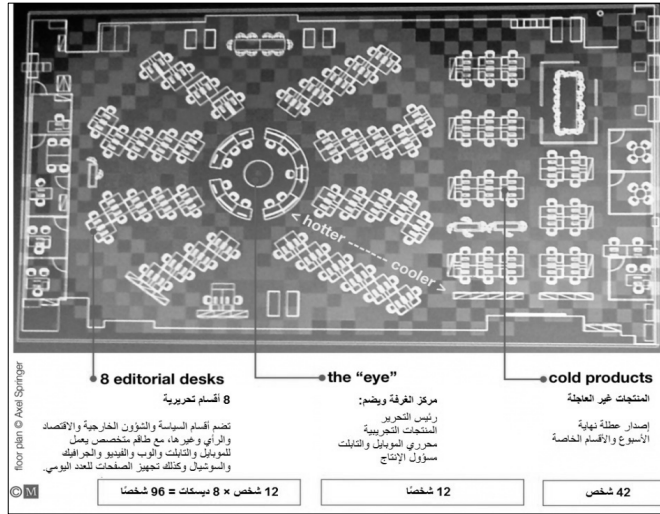 < hotter ------- cooler >
8 editorial desks
8 أقسام تحريرية
تضم أقسام السياسة والشؤون الخارجية والاقتصاد
والرأي وغيرها، مع طاقم متخصص يعمل
للموبايل والتابلت والوب والفيديو والجرافيك
والسوشيال وكذلك تجهيز الصفحات للعدد اليومي.
12 شخص × 8 ديسكات = 96 شخصًا
the “eye”
مركز الغرفة ويضم:
رئيس التحرير
المنتجات التجريبية
محرري الموبايل والتابلت
مسؤول الإنتاج
12 شخصًا
cold products
المنتجات غير العاجلة
إصدار عطلة نهاية
الأسبوع والأقسام الخاصة
42 شخص
floor plan © Axel Springer
© M